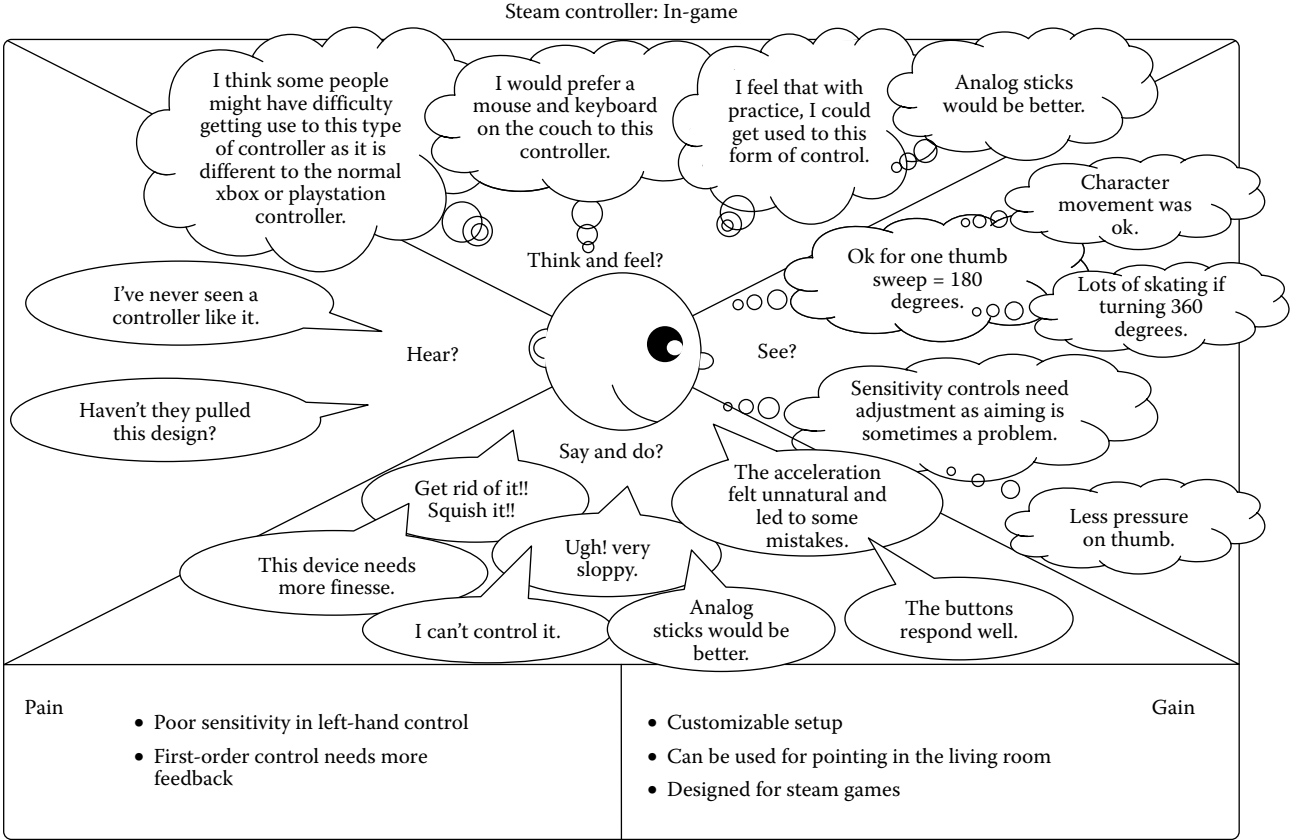 Steam controller: In-game
I think some people
might have difficulty
getting use to this type
of controller as it is
different to the normal
xbox or playstation
controller.
I would prefer a
mouse and keyboard
on the couch to this
controller.
I feel that with
practice, I could
get used to this
form of control.
Analog sticks
would be better.
Character
movement was
ok.
Think and feel?
Ok for one thumb
sweep = 180
degrees.
Lots of skating if
turning 360
degrees.
I've never seen a
controller like it.
Hear?
See?
Haven't they pulled
this design?
Sensitivity controls need
adjustment as aiming is
sometimes a problem.
Say and do?
Get rid of it!!
Squish it!!
The acceleration
felt unnatural and
led to some
mistakes.
Less pressure
on thumb.
This device needs
more finesse.
Ugh! very
sloppy.
I can't control it.
Analog
sticks would be
better.
The buttons
respond well.
Pain
• Poor sensitivity in left-hand control
• First-order control needs more
feedback
Gain
• Customizable setup
• Can be used for pointing in the living room
• Designed for steam games